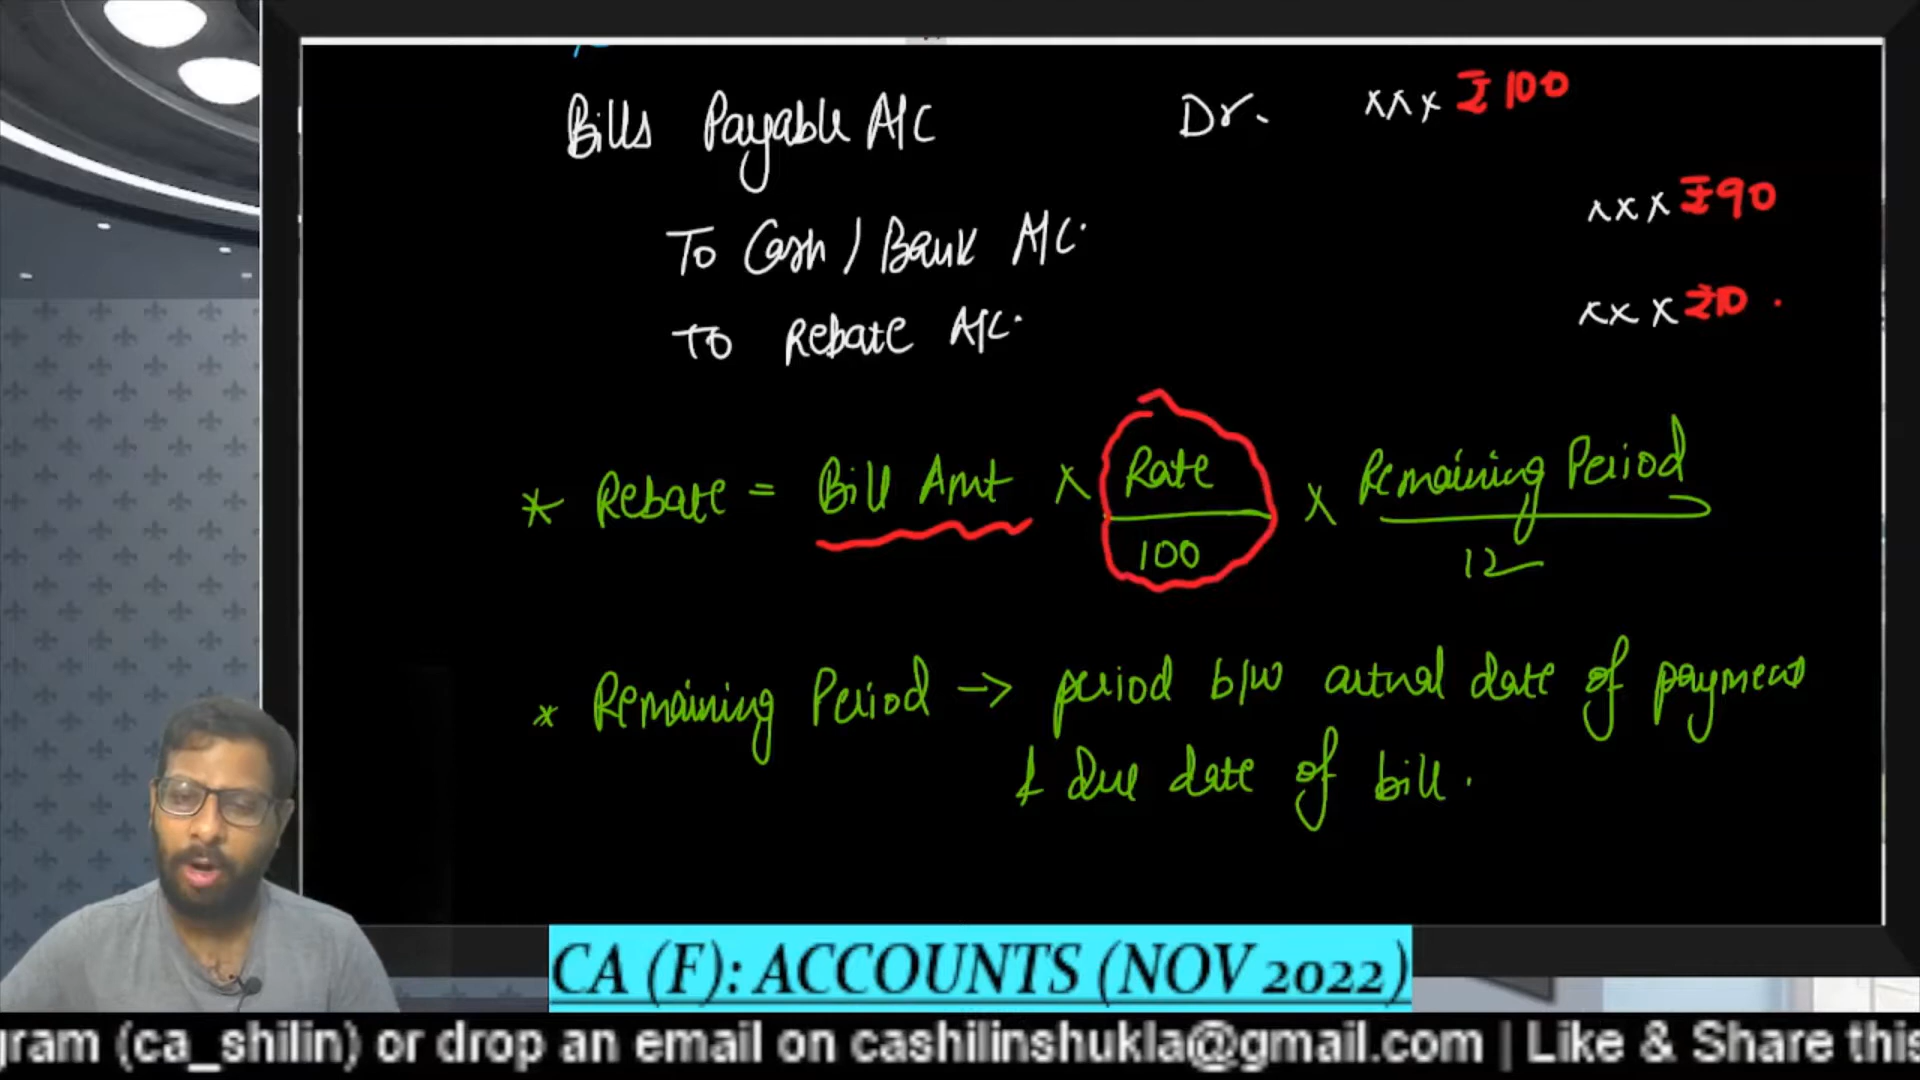 Bills Payable A/C Dr. xxx ₹100
To Cash / Bank A/C. xxx ₹90
To Rebate A/C. xxx ₹10
* Rebate = Bill Amt x Rate / 100 x Remaining Period / 12
* Remaining Period → period b/w actual date of payment
& Due date of bill.
CA (F): ACCOUNTS (NOV 2022)
gram (ca_shilin) or drop an email on cashilinshukla@gmail.com | Like & Share this